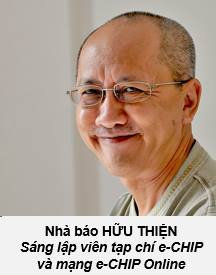 Nhà báo HỮU THIỆN
Sáng lập viên tạp chí e-CHIP
và mạng e-CHIP Online